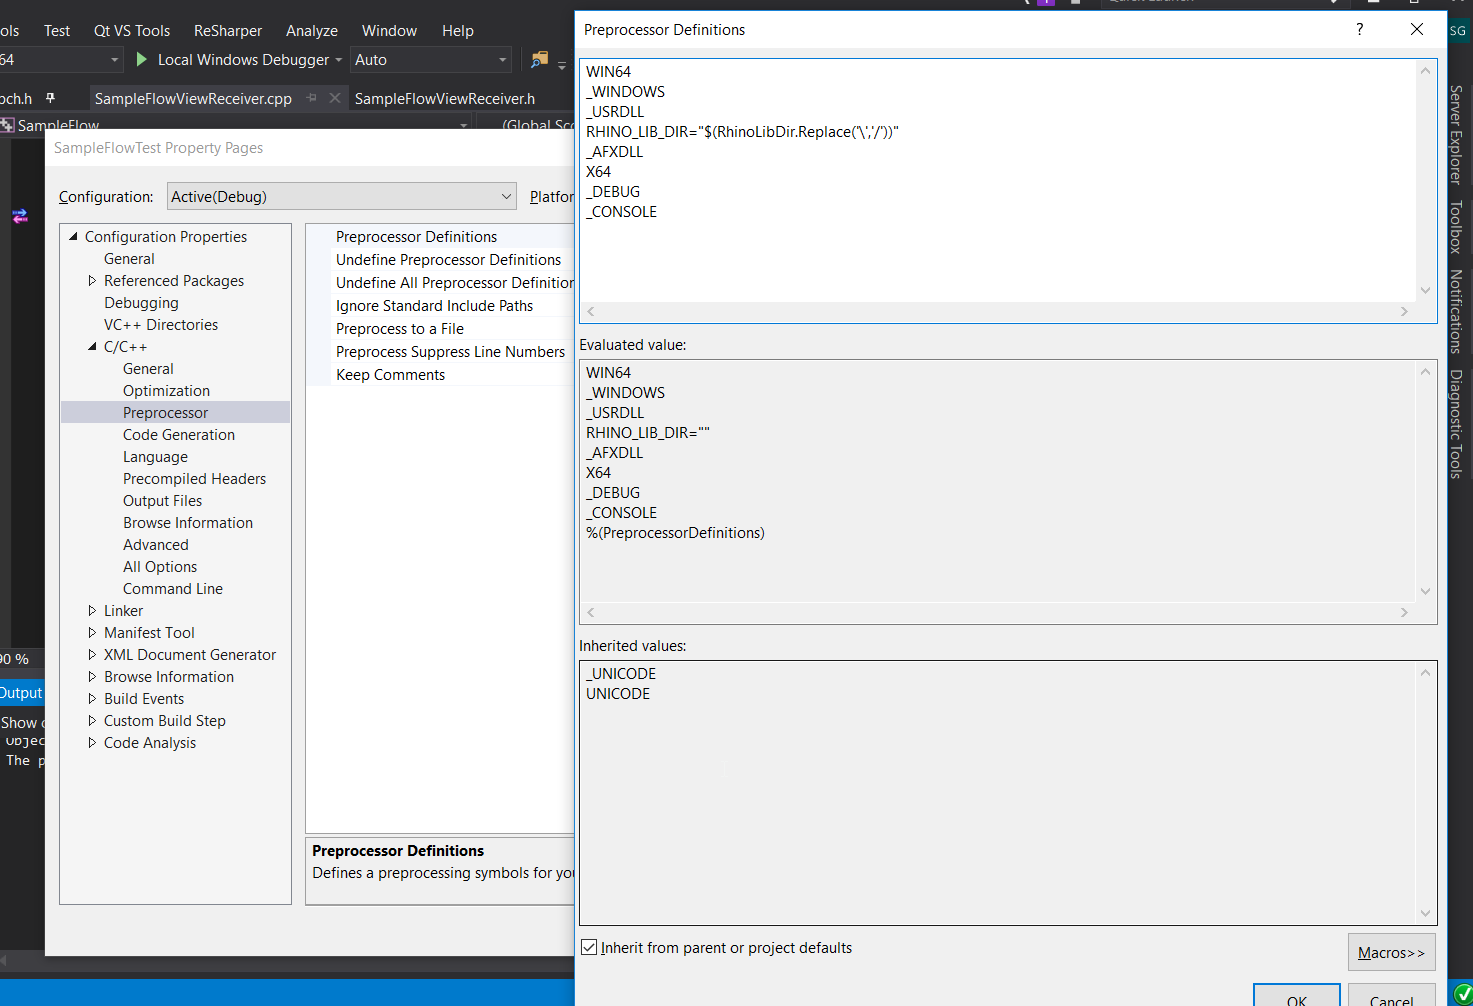 Test Qt VS Tools ReSharper Analyze Window Help
64 Local Windows Debugger Auto
pch.h SampleFlowViewReceiver.cpp SampleFlowViewReceiver.h
SampleFlow (Global Sco
SampleFlowTest Property Pages
Configuration: Active(Debug) Platfor
Configuration Properties
General
Referenced Packages
Debugging
VC++ Directories
C/C++
General
Optimization
Preprocessor
Code Generation
Language
Precompiled Headers
Output Files
Browse Information
Advanced
All Options
Command Line
Linker
Manifest Tool
XML Document Generator
Browse Information
Build Events
Custom Build Step
Code Analysis
Preprocessor Definitions
Undefine Preprocessor Definitions
Undefine All Preprocessor Definition
Ignore Standard Include Paths
Preprocess to a File
Preprocess Suppress Line Numbers
Keep Comments
Preprocessor Definitions
Defines a preprocessing symbols for you
90 %
Output
Show o
Objec
The p
Preprocessor Definitions ?
WIN64
_WINDOWS
_USRDLL
RHINO_LIB_DIR="$(RhinoLibDir.Replace('\','/'))"
_AFXDLL
X64
_DEBUG
_CONSOLE
Evaluated value:
WIN64
_WINDOWS
_USRDLL
RHINO_LIB_DIR=""
_AFXDLL
X64
_DEBUG
_CONSOLE
%(PreprocessorDefinitions)
Inherited values:
_UNICODE
UNICODE
Inherit from parent or project defaults
Macros>>
OK Cancel
SG
Server Explorer
Toolbox
Notifications
Diagnostic Tools